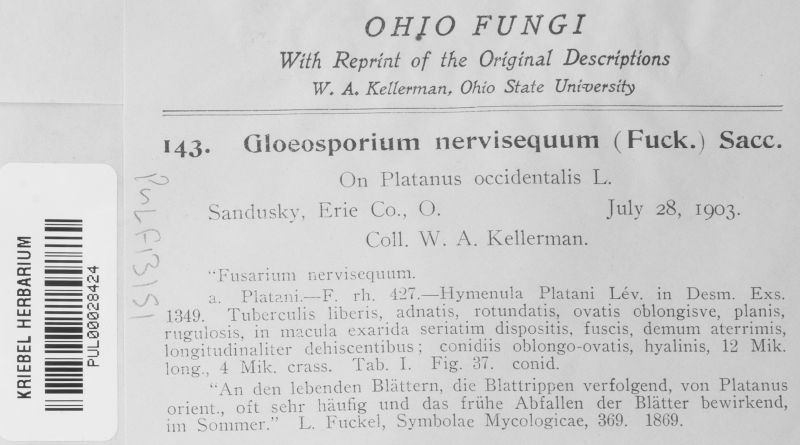 OHIO FUNGI
With Reprint of the Original Descriptions
W. A. Kellerman, Ohio State University
143. Gloeosporium nervisequum (Fuck.) Sacc.
On Platanus occidentalis L.
Sandusky, Erie Co., O. July 28, 1903.
Coll. W. A. Kellerman.
"Fusarium nervisequum.
a. Platani.—F. rh. 427.—Hymenula Platani Lév. in Desm. Exs.
1349. Tuberculis liberis, adnatis, rotundatis, ovatis oblongisve, planis,
rugulosis, in macula exarida seriatim dispositis, fuscis, demum aterrimis,
longitudinaliter dehiscentibus; conidiis oblongo-ovatis, hyalinis, 12 Mik.
long., 4 Mik. crass. Tab. I. Fig. 37. conid.
"An den lebenden Blättern, die Blattrippen verfolgend, von Platanus
orient., oft sehr häufig und das frühe Abfallen der Blätter bewirkend,
im Sommer." L. Fuckel, Symbolae Mycologicae, 369. 1869.
KRIEBEL HERBARIUM
PUL00028424
PULF13151